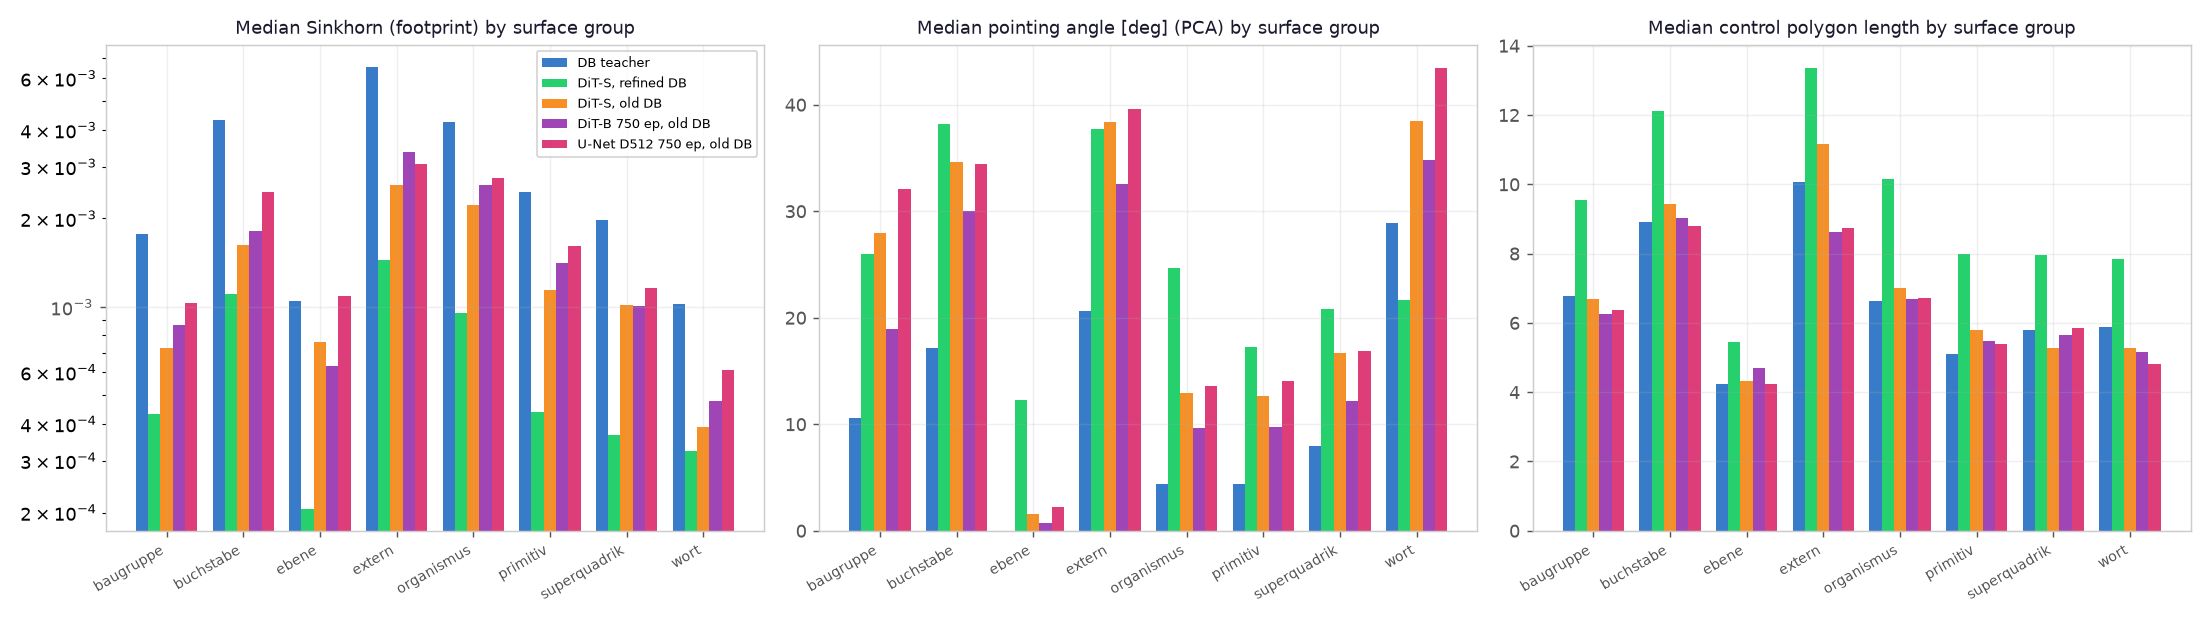 Median Sinkhorn (footprint) by surface group
6 × 10⁻³
4 × 10⁻³
3 × 10⁻³
2 × 10⁻³
10⁻³
6 × 10⁻⁴
4 × 10⁻⁴
3 × 10⁻⁴
2 × 10⁻⁴
DB teacher
DiT-S, refined DB
DiT-S, old DB
DiT-B 750 ep, old DB
U-Net D512 750 ep, old DB
baugruppe
buchstabe
ebene
extern
organismus
primitiv
superquadrik
wort
Median pointing angle [deg] (PCA) by surface group
40
30
20
10
0
baugruppe
buchstabe
ebene
extern
organismus
primitiv
superquadrik
wort
Median control polygon length by surface group
14
12
10
8
6
4
2
0
baugruppe
buchstabe
ebene
extern
organismus
primitiv
superquadrik
wort